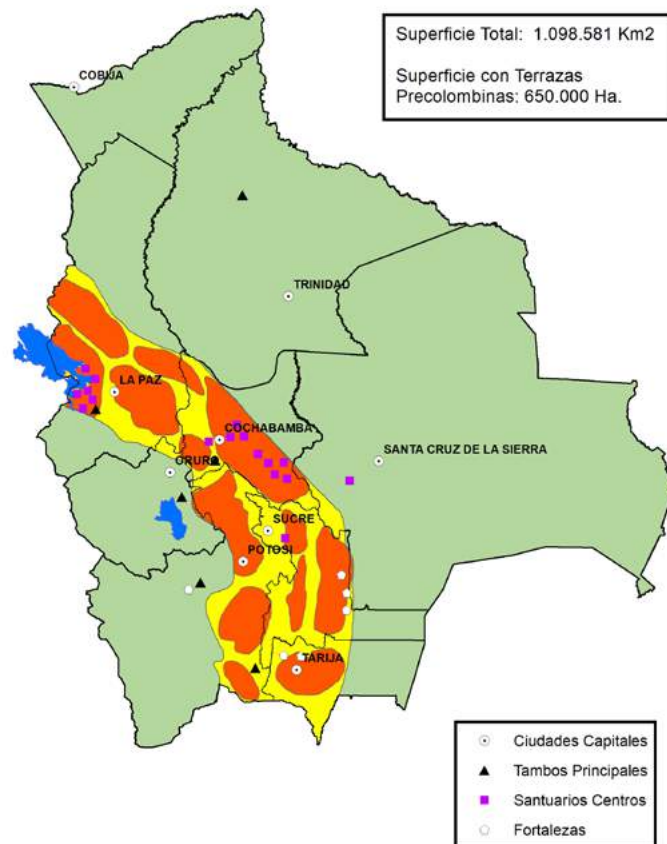 Superficie Total: 1.098.581 Km2
Superficie con Terrazas
Precolombinas: 650.000 Ha.
COBIJA
TRINIDAD
LA PAZ
COCHABAMBA
SANTA CRUZ DE LA SIERRA
ORURO
SUCRE
POTOSI
TARIJA
Ciudades Capitales
Tambos Principales
Santuarios Centros
Fortalezas